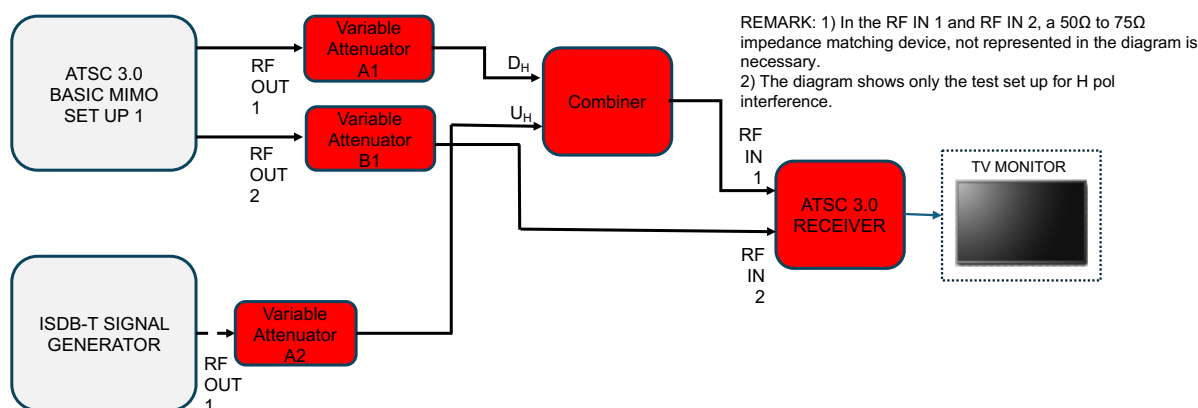 REMARK: 1) In the RF IN 1 and RF IN 2, a 50Ω to 75Ω
impedance matching device, not represented in the diagram is
necessary.
2) The diagram shows only the test set up for H pol
interference.
ATSC 3.0
BASIC MIMO
SET UP 1
RF
OUT
1
Variable
Attenuator
A1
DH
UH
Combiner
RF
OUT
2
Variable
Attenuator
B1
RF
IN
1
ATSC 3.0
RECEIVER
RF
IN
2
TV MONITOR
ISDB-T SIGNAL
GENERATOR
RF
OUT
1
Variable
Attenuator
A2